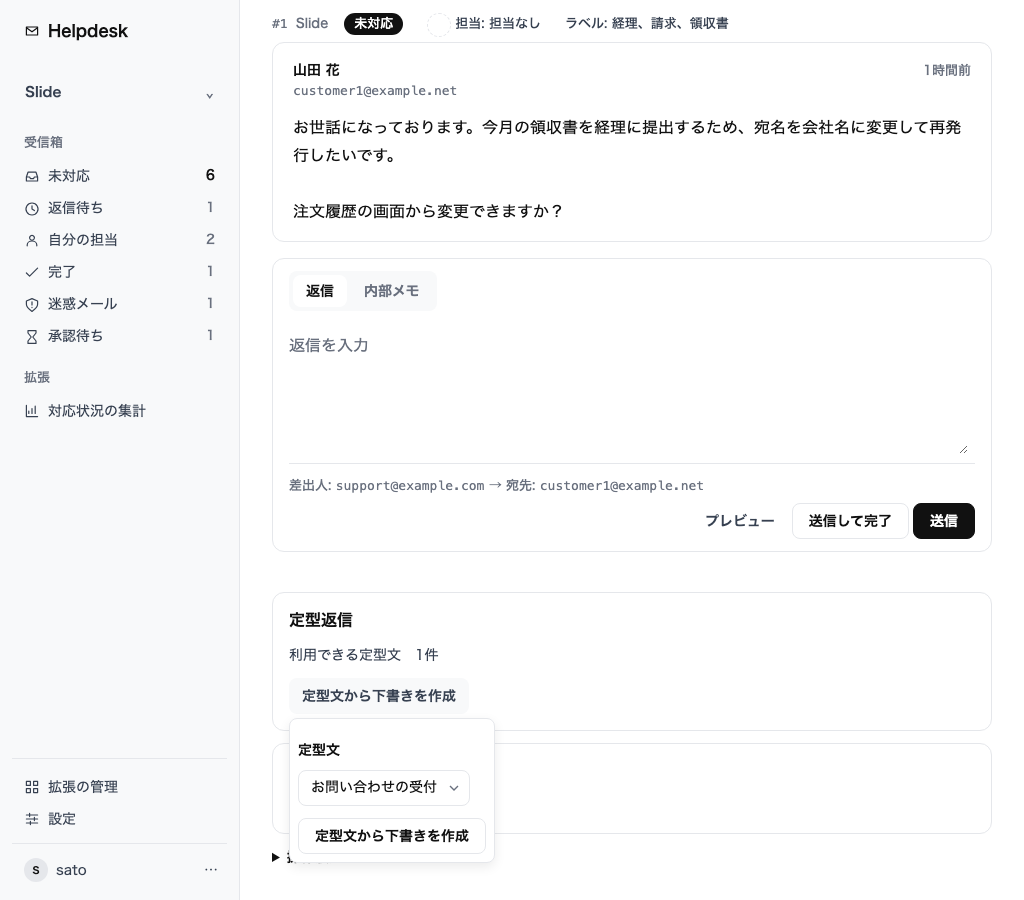 Helpdesk
Slide
受信箱
未対応 6
返信待ち 1
自分の担当 2
完了 1
迷惑メール 1
承認待ち 1
拡張
対応状況の集計
拡張の管理
設定
S sato ...
#1 Slide 未対応 担当: 担当なし ラベル: 経理、請求、領収書
山田 花 1時間前
customer1@example.net
お世話になっております。今月の領収書を経理に提出するため、宛名を会社名に変更して再発
行したいです。
注文履歴の画面から変更できますか？
返信 内部メモ
返信を入力
差出人: support@example.com → 宛先: customer1@example.net
プレビュー 送信して完了 送信
定型返信
利用できる定型文 1件
定型文から下書きを作成
定型文
お問い合わせの受付
定型文から下書きを作成